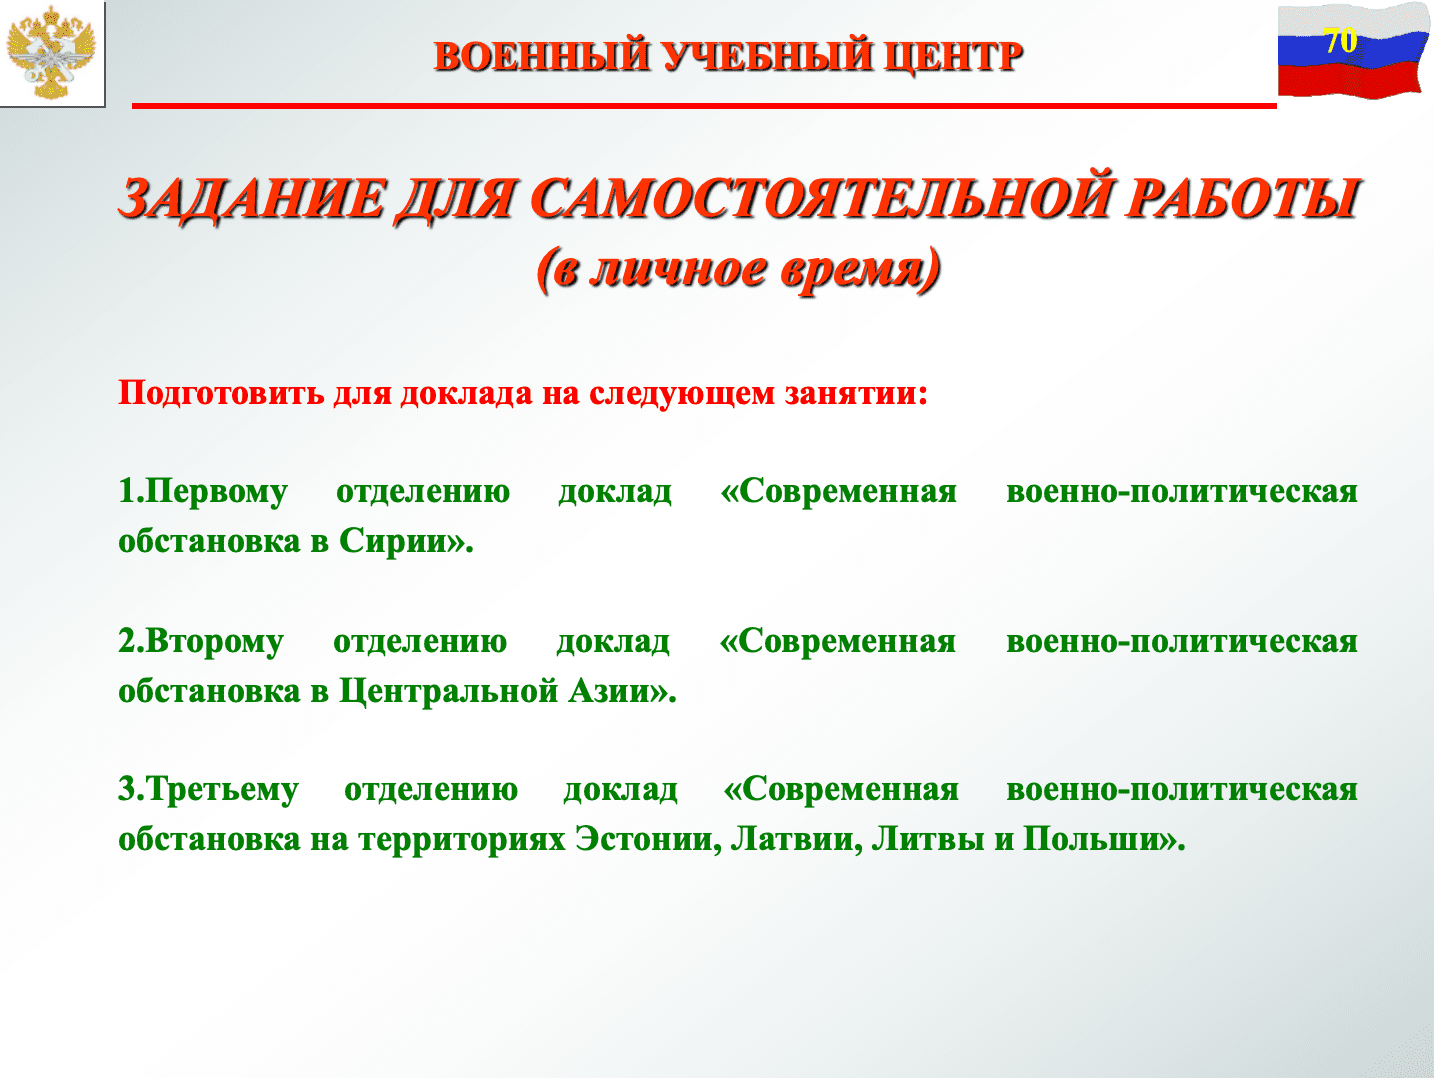 ВОЕННЫЙ УЧЕБНЫЙ ЦЕНТР
70
ЗАДАНИЕ ДЛЯ САМОСТОЯТЕЛЬНОЙ РАБОТЫ
(в личное время)
Подготовить для доклада на следующем занятии:
1.Первому отделению доклад «Современная военно-политическая
обстановка в Сирии».
2.Второму отделению доклад «Современная военно-политическая
обстановка в Центральной Азии».
3.Третьему отделению доклад «Современная военно-политическая
обстановка на территориях Эстонии, Латвии, Литвы и Польши».